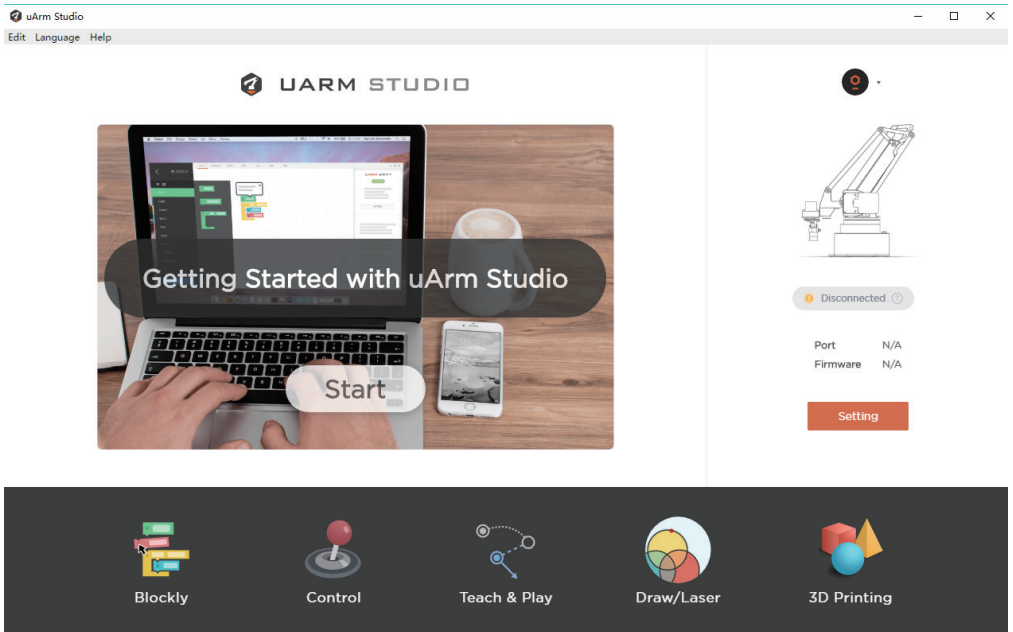 uArm Studio
Edit Language Help
UARM STUDIO
Getting Started with uArm Studio
Start
Disconnected ?
Port N/A
Firmware N/A
Setting
Blockly
Control
Teach & Play
Draw/Laser
3D Printing